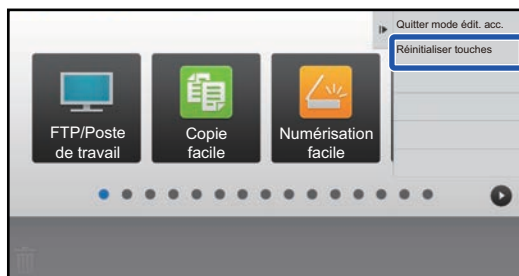 Quitter mode édit. acc.
Réinitialiser touches
FTP/Poste
de travail
Copie
facile
Numérisation
facile